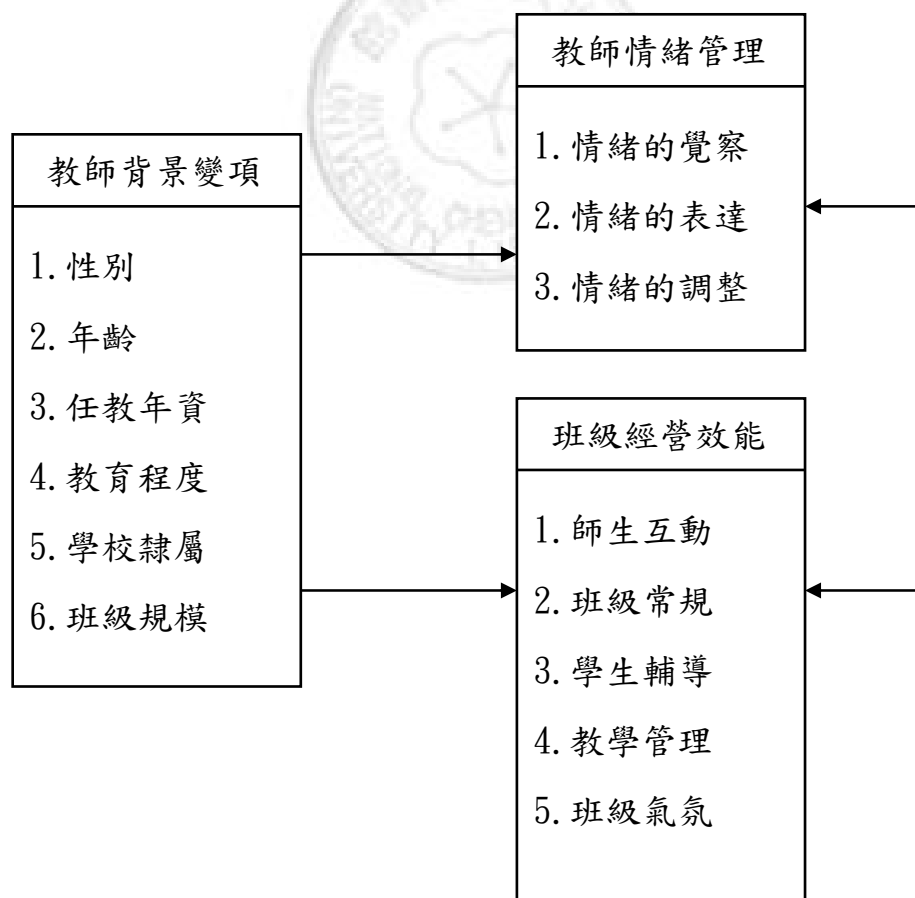 教師情緒管理
1.情緒的覺察
2.情緒的表達
3.情緒的調整
教師背景變項
1.性別
2.年齡
3.任教年資
4.教育程度
5.學校隸屬
6.班級規模
班級經營效能
1.師生互動
2.班級常規
3.學生輔導
4.教學管理
5.班級氣氛